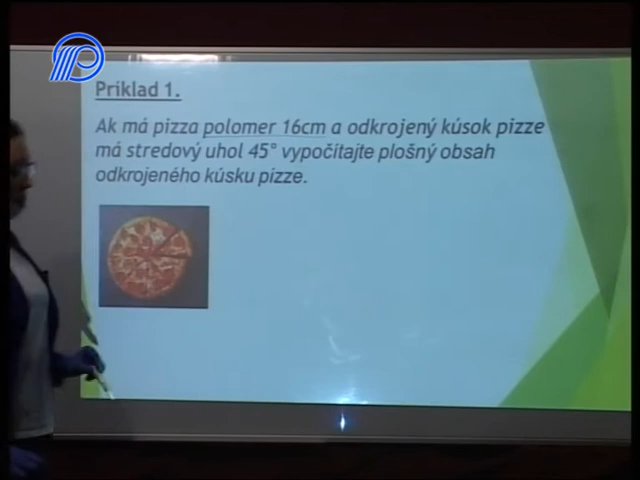 Priklad 1.
Ak má pizza polomer 16cm a odkrojený kúsok pizze
má stredový uhol 45° vypočítajte plošný obsah
odkrojeného kúsku pizze.